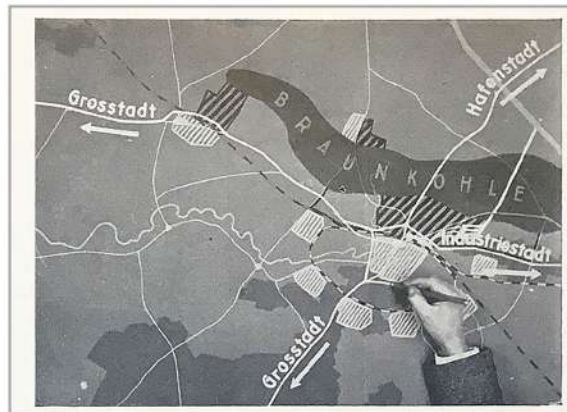 Grosstadt
Hafenstadt
BRAUNKOHLE
Industriestadt
Grosstadt